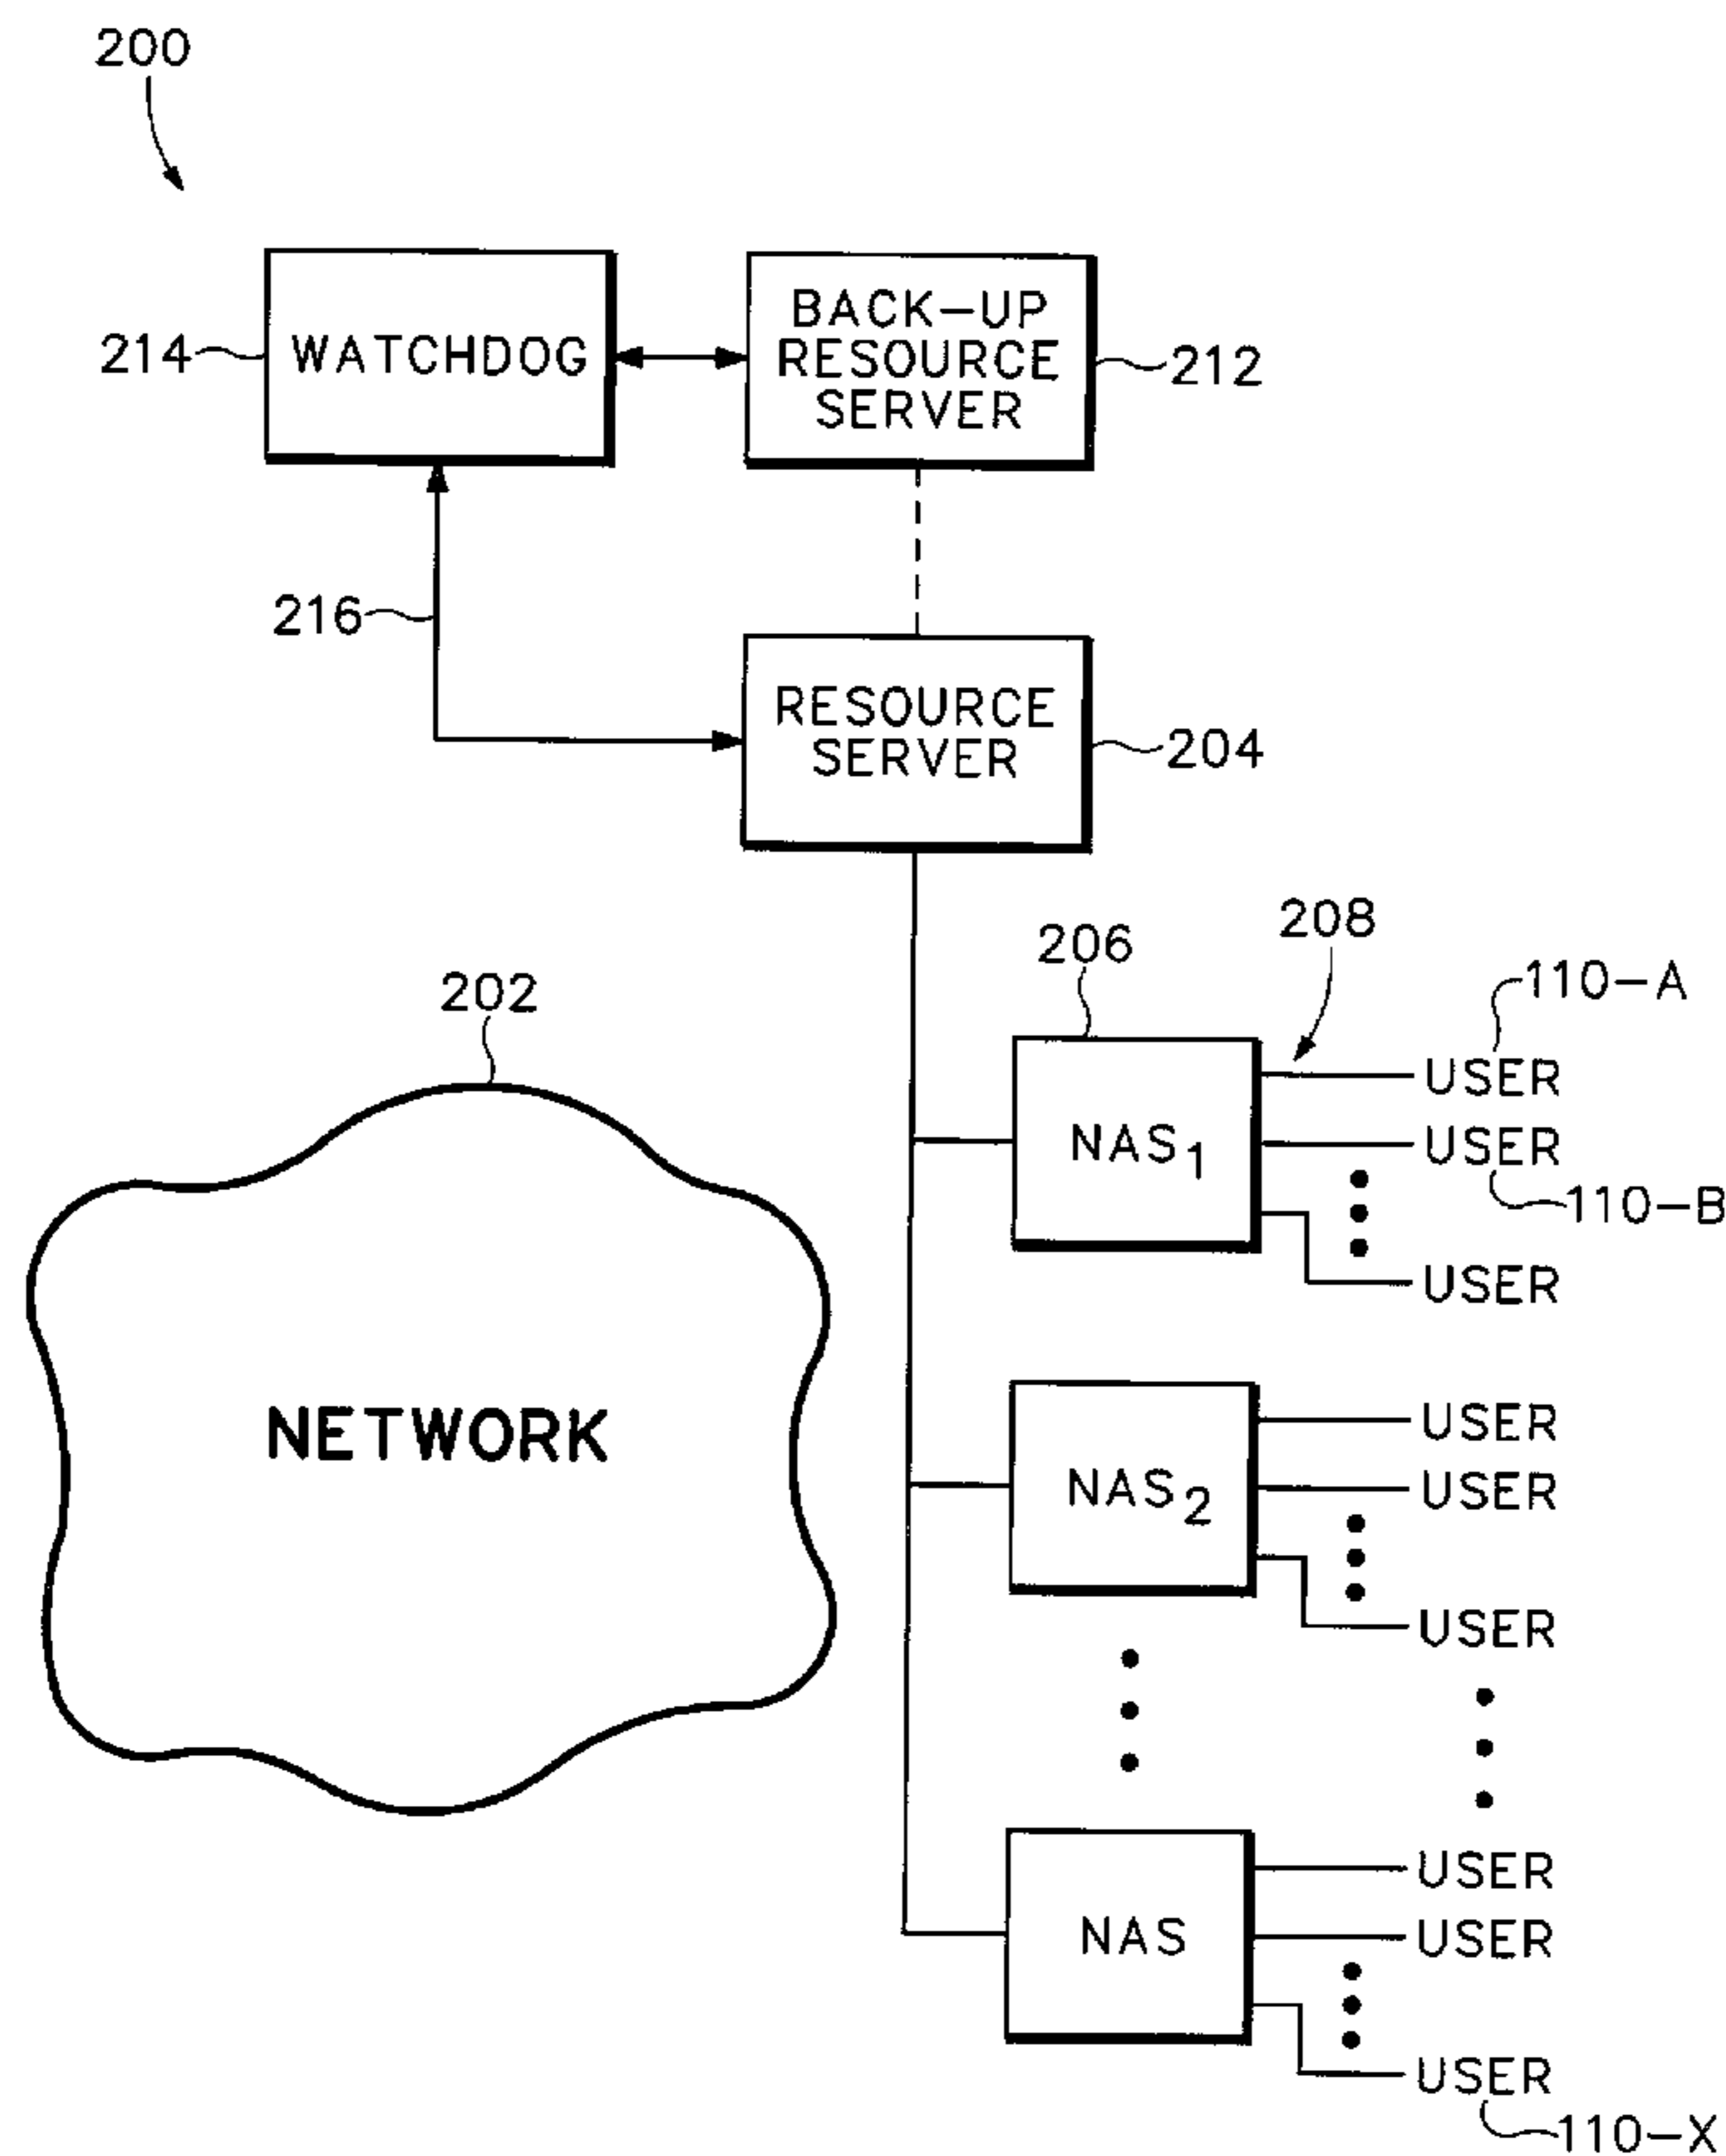 200
214
WATCHDOG
BACK-UP
RESOURCE
SERVER
212
216
RESOURCE
SERVER
204
206
208
110-A
202
USER
NAS1
USER
110-B
USER
NETWORK
USER
NAS2
USER
USER
USER
NAS
USER
USER
110-X